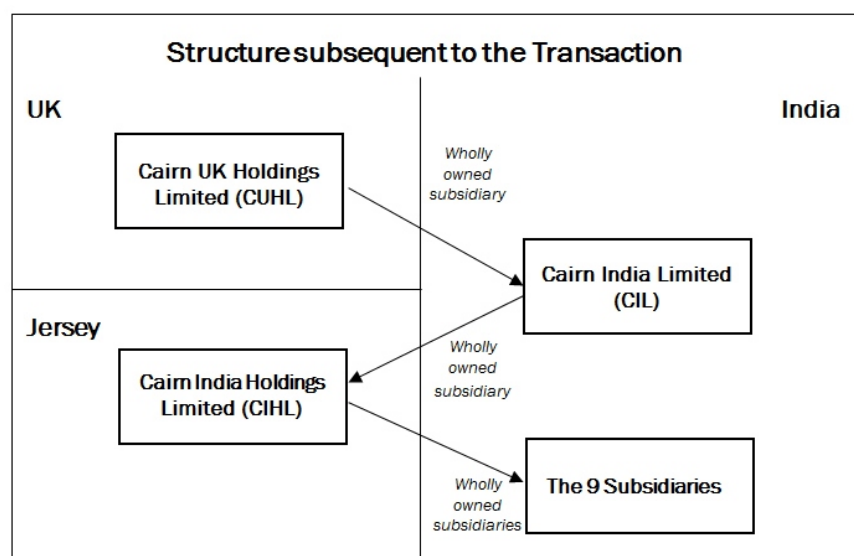 Structure subsequent to the Transaction
UK
India
Cairn UK Holdings
Limited (CUHL)
Wholly
owned
subsidiary
Cairn India Limited
(CIL)
Jersey
Cairn India Holdings
Limited (CIHL)
Wholly
owned
subsidiary
The 9 Subsidiaries
Wholly
owned
subsidiaries